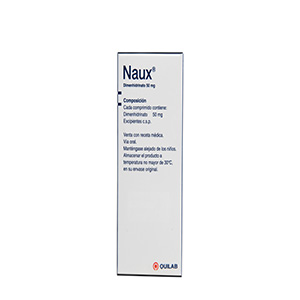 Naux®
Dimenhidrinato 50 mg
Composición
Cada comprimido contiene:
Dimenhidrinato 50 mg
Excipientes c.s.p.
Venta con receta médica.
Vía oral.
Manténgase alejado de los niños.
Almacenar el producto a
temperatura no mayor de 30°C,
en su envase original.
QUILAB